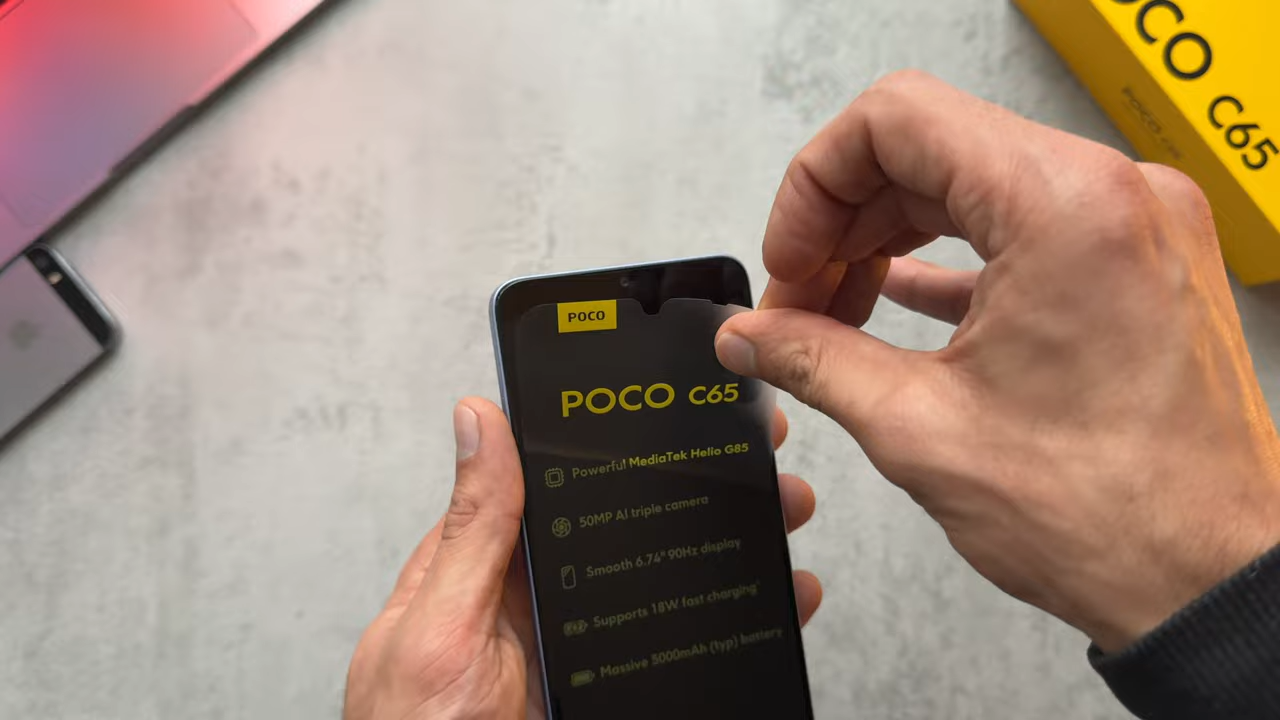 POCO
C65
POCO
POCO C65
Powerful MediaTek Helio G85
50MP AI triple camera
Smooth 6.74" 90Hz display
Supports 18W fast charging*
Massive 5000mAh (typ) battery